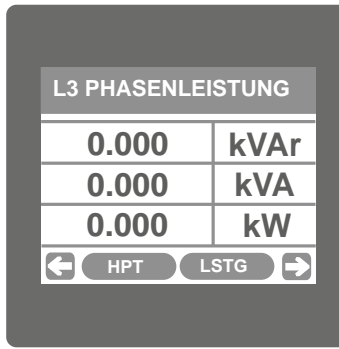 L3 PHASENLEISTUNG
0.000 kVAr
0.000 kVA
0.000 kW
HPT LSTG